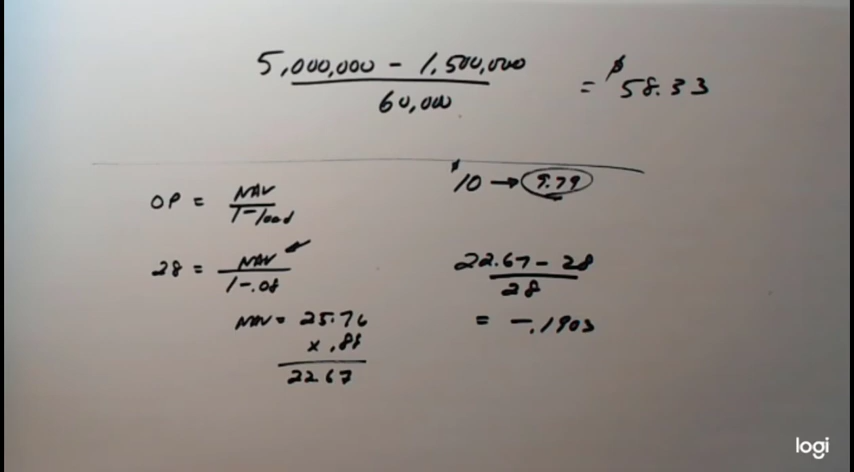 5,000,000 - 1,500,000
60,000
= $58.33
OP = NAV
1-load
$10 → 9.79
28 = NAV
1-.08
22.67 - 28
28
NAV = 25.76
x .88
22.67
= -.1903
logi